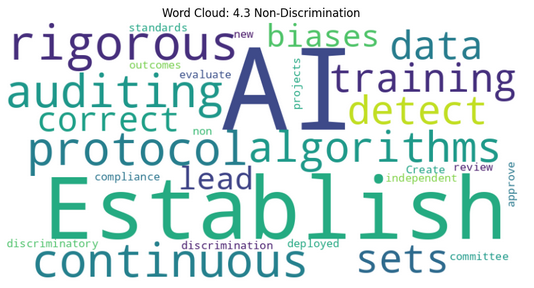 Word Cloud: 4.3 Non-Discrimination
standards
rigorous
new
biases
data
outcomes
evaluate
AI
projects
training
auditing
detect
correct
non
protocol
algorithms
compliance
lead
Create
review
independent
approve
Establish
discriminatory
discrimination
deployed
continuous
sets
committee